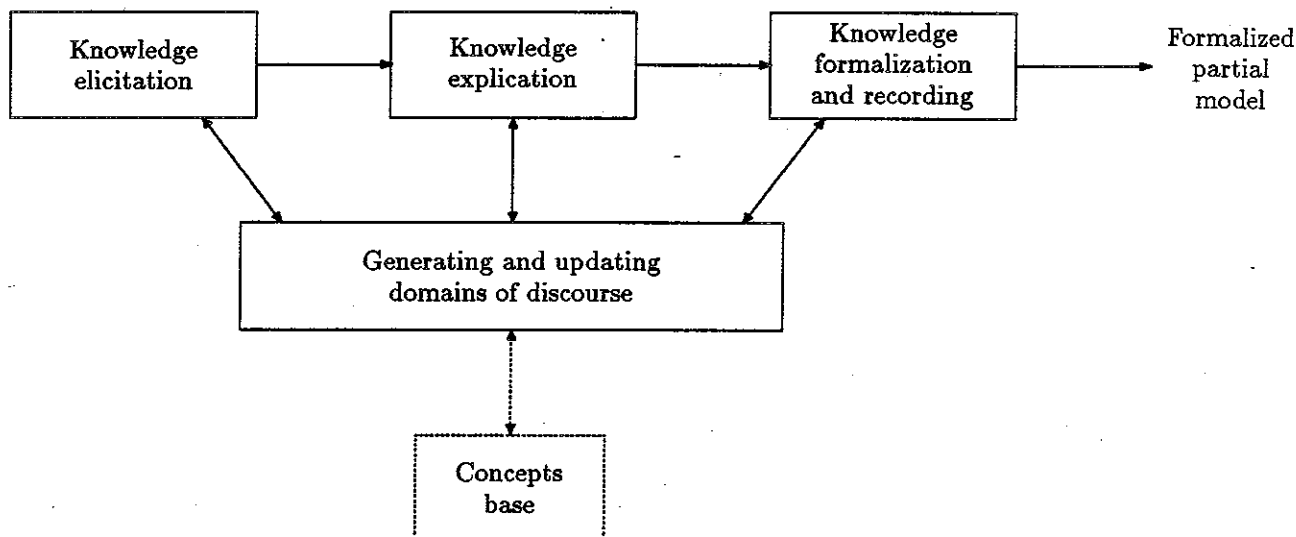 Knowledge
elicitation
Knowledge
explication
Knowledge
formalization
and recording
Formalized
partial
model
Generating and updating
domains of discourse
Concepts
base